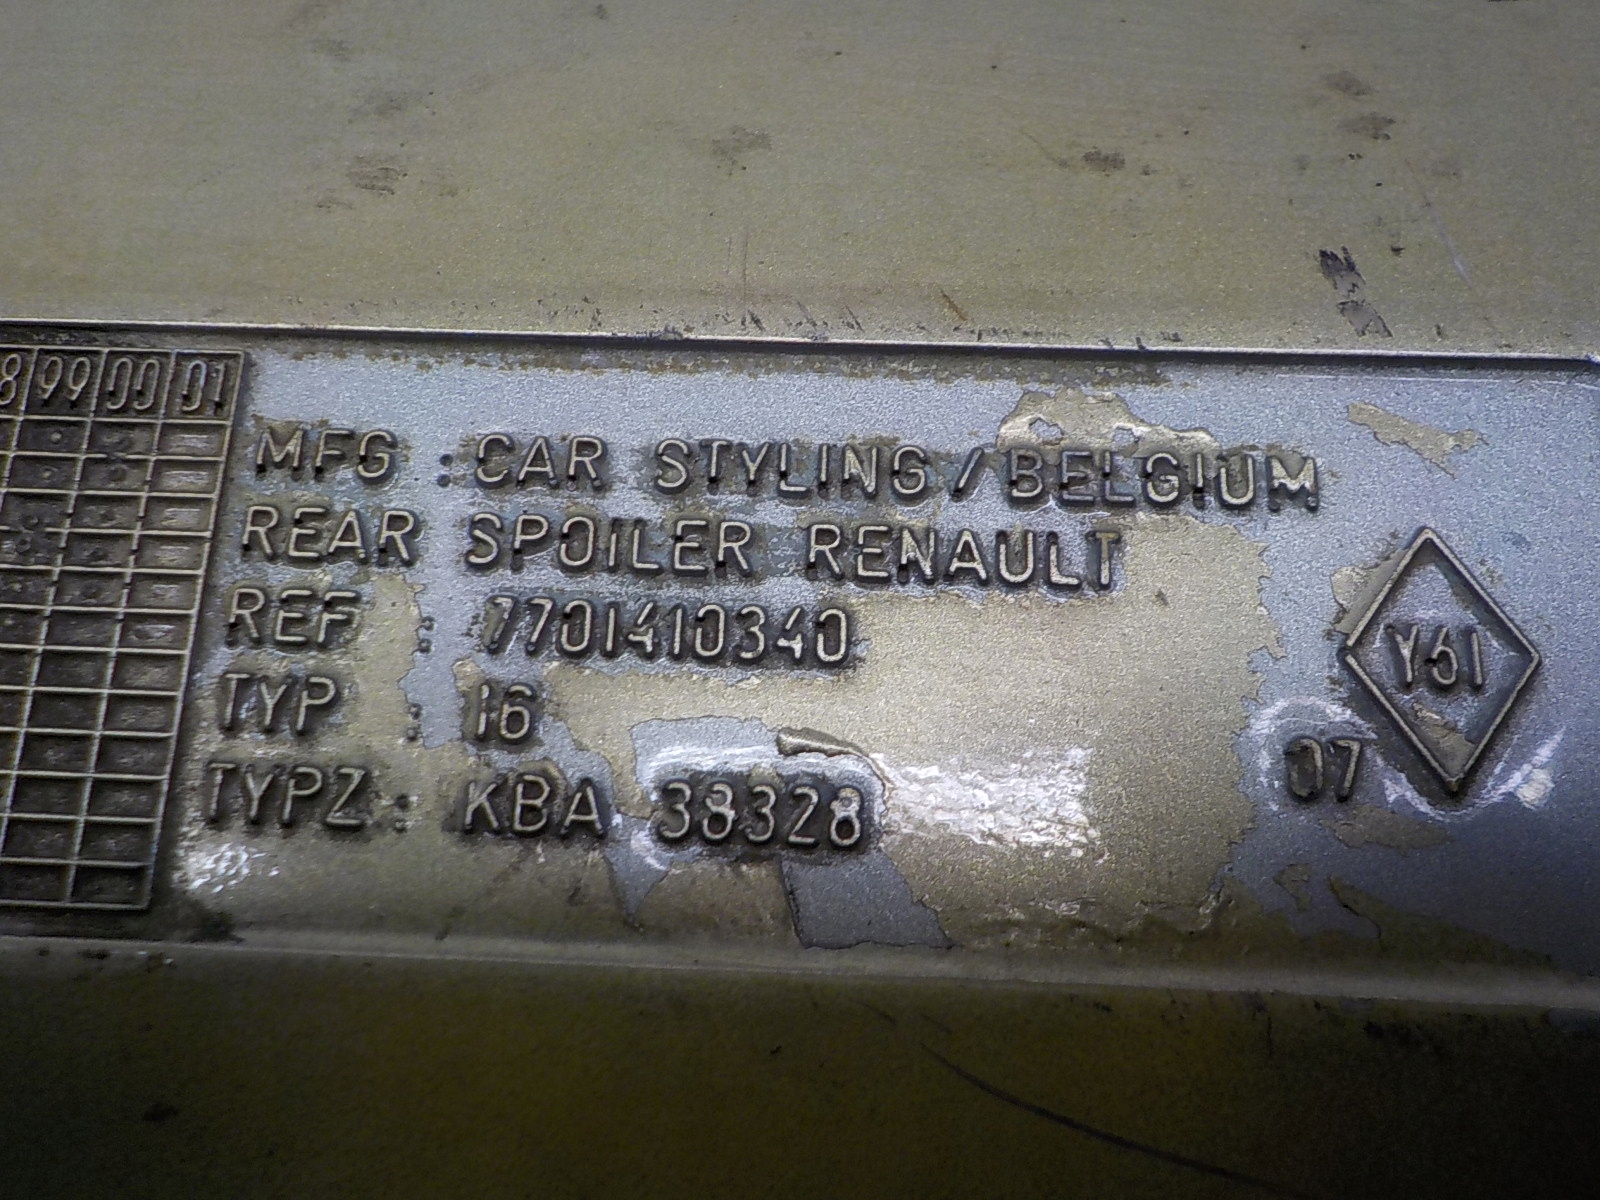 8 99 00 01
MFG : CAR STYLING / BELGIUM
REAR SPOILER RENAULT
REF : 7701410340
TYP : 16
TYPZ : KBA 38328
Y61
07